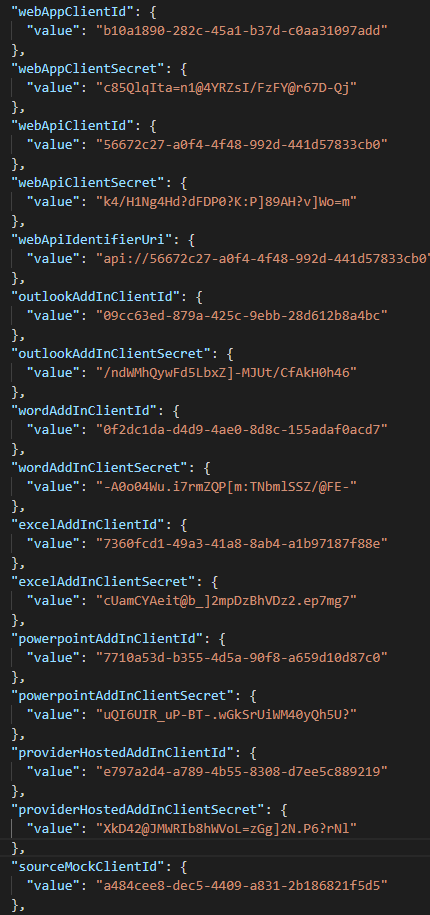 "webAppClientId": {
"value": "b10a1890-282c-45a1-b37d-c0aa31097add"
},
"webAppClientSecret": {
"value": "c85QlqIta=n1@4YRZsI/FzFY@r67D-Qj"
},
"webApiClientId": {
"value": "56672c27-a0f4-4f48-992d-441d57833cb0"
},
"webApiClientSecret": {
"value": "k4/H1Ng4Hd?dFDP0?K:P]89AH?v]Wo=m"
},
"webApiIdentifierUri": {
"value": "api://56672c27-a0f4-4f48-992d-441d57833cb0"
},
"outlookAddInClientId": {
"value": "09cc63ed-879a-425c-9ebb-28d612b8a4bc"
},
"outlookAddInClientSecret": {
"value": "/ndWMhQywFd5LbxZ]-MJUt/CfAkH0h46"
},
"wordAddInClientId": {
"value": "0f2dc1da-d4d9-4ae0-8d8c-155adaf0acd7"
},
"wordAddInClientSecret": {
"value": "-A0o04Wu.i7rmZQP[m:TNbmlSSZ/@FE-"
},
"excelAddInClientId": {
"value": "7360fcd1-49a3-41a8-8ab4-a1b97187f88e"
},
"excelAddInClientSecret": {
"value": "cUamCYAeit@b_]2mpDzBhVDz2.ep7mg7"
},
"powerpointAddInClientId": {
"value": "7710a53d-b355-4d5a-90f8-a659d10d87c0"
},
"powerpointAddInClientSecret": {
"value": "uQI6UIR_uP-BT-.wGkSrUiWM40yQh5U?"
},
"providerHostedAddInClientId": {
"value": "e797a2d4-a789-4b55-8308-d7ee5c889219"
},
"providerHostedAddInClientSecret": {
"value": "XkD42@JMWRIb8hWVoL=zGg]2N.P6?rNl"
},
"sourceMockClientId": {
"value": "a484cee8-dec5-4409-a831-2b186821f5d5"
},